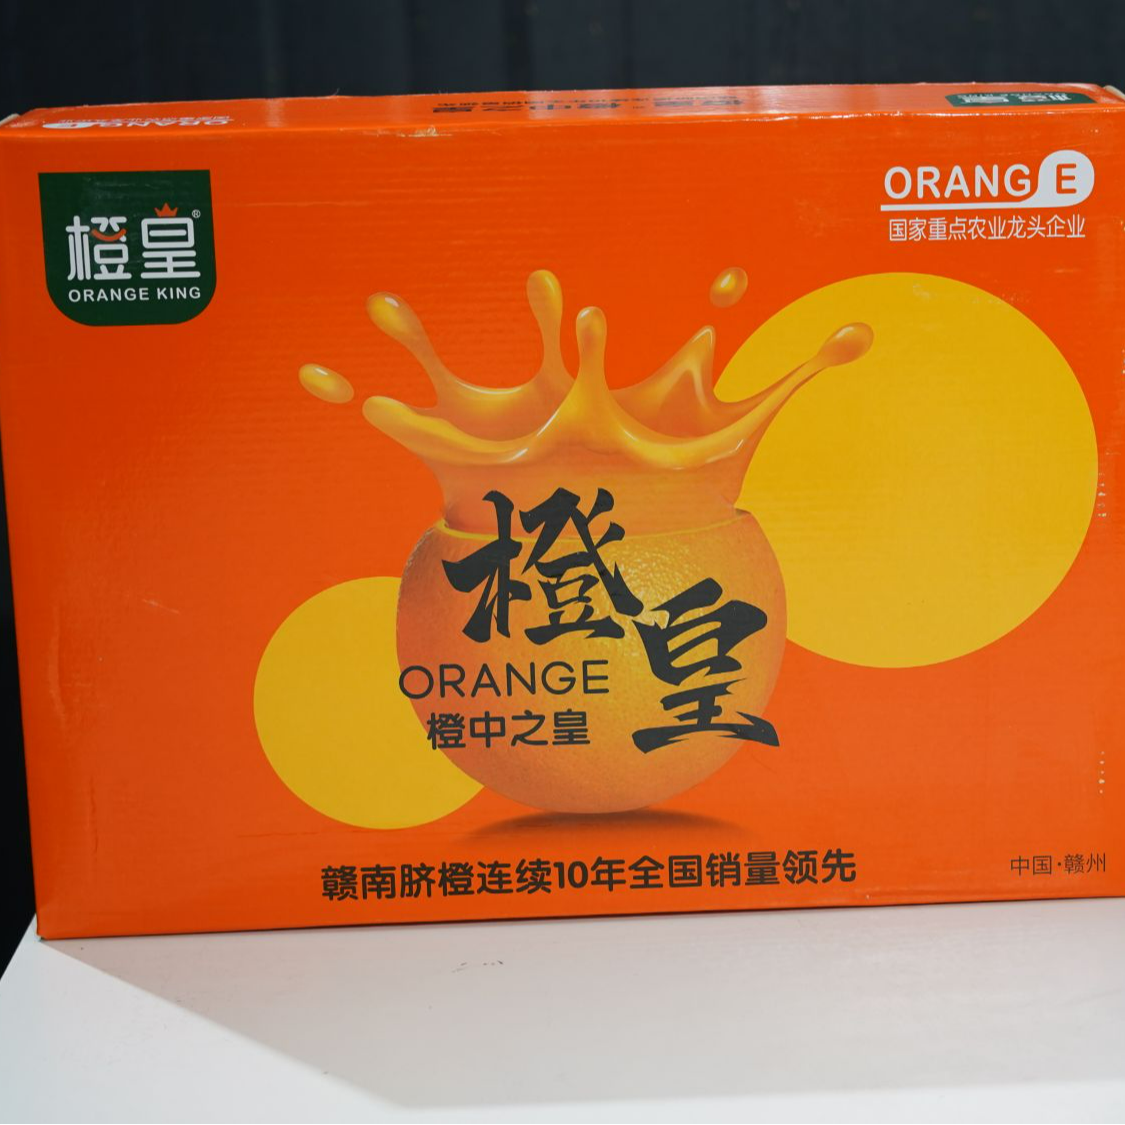 橙皇®
ORANGE KING
ORANGE
国家重点农业龙头企业
橙皇
ORANGE
橙中之皇
赣南脐橙连续10年全国销量领先
中国·赣州